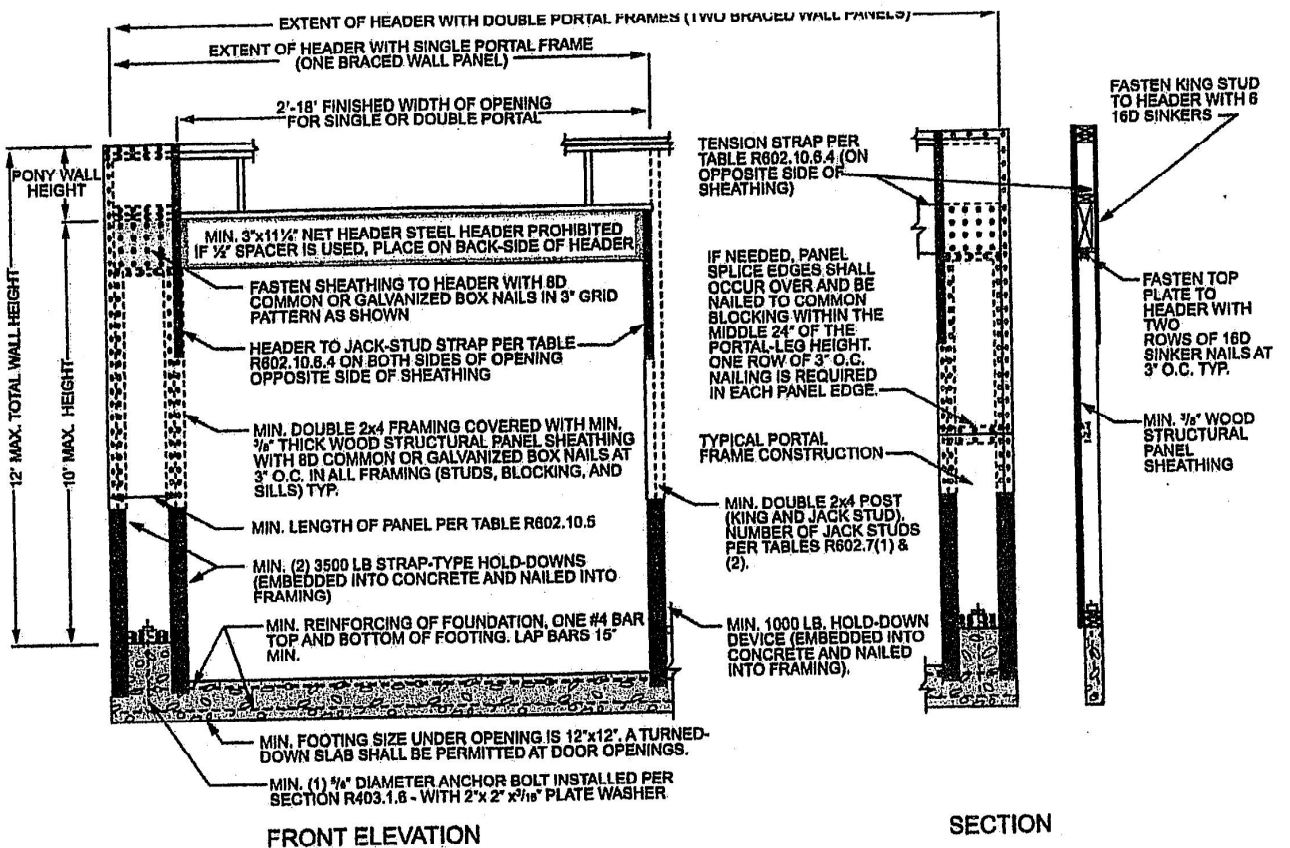 EXTENT OF HEADER WITH DOUBLE PORTAL FRAMES (TWO BRACED WALL PANELS)
EXTENT OF HEADER WITH SINGLE PORTAL FRAME
(ONE BRACED WALL PANEL)
2'-18' FINISHED WIDTH OF OPENING
FOR SINGLE OR DOUBLE PORTAL
PONY WALL
HEIGHT
12' MAX. TOTAL WALL HEIGHT
10' MAX. HEIGHT
MIN. 3"x11¼" NET HEADER STEEL HEADER PROHIBITED
IF ½" SPACER IS USED, PLACE ON BACK-SIDE OF HEADER
FASTEN SHEATHING TO HEADER WITH 8D
COMMON OR GALVANIZED BOX NAILS IN 3" GRID
PATTERN AS SHOWN
HEADER TO JACK-STUD STRAP PER TABLE
R602.10.6.4 ON BOTH SIDES OF OPENING
OPPOSITE SIDE OF SHEATHING
MIN. DOUBLE 2x4 FRAMING COVERED WITH MIN.
3/8" THICK WOOD STRUCTURAL PANEL SHEATHING
WITH 8D COMMON OR GALVANIZED BOX NAILS AT
3" O.C. IN ALL FRAMING (STUDS, BLOCKING, AND
SILLS) TYP.
MIN. LENGTH OF PANEL PER TABLE R602.10.5
MIN. (2) 3500 LB STRAP-TYPE HOLD-DOWNS
(EMBEDDED INTO CONCRETE AND NAILED INTO
FRAMING)
MIN. REINFORCING OF FOUNDATION, ONE #4 BAR
TOP AND BOTTOM OF FOOTING. LAP BARS 15"
MIN.
MIN. FOOTING SIZE UNDER OPENING IS 12"x12". A TURNED-
DOWN SLAB SHALL BE PERMITTED AT DOOR OPENINGS.
MIN. (1) 5/8" DIAMETER ANCHOR BOLT INSTALLED PER
SECTION R403.1.6 - WITH 2"x 2" x3/16" PLATE WASHER
FRONT ELEVATION
TENSION STRAP PER
TABLE R602.10.6.4 (ON
OPPOSITE SIDE OF
SHEATHING)
IF NEEDED, PANEL
SPLICE EDGES SHALL
OCCUR OVER AND BE
NAILED TO COMMON
BLOCKING WITHIN THE
MIDDLE 24" OF THE
PORTAL-LEG HEIGHT.
ONE ROW OF 3" O.C.
NAILING IS REQUIRED
IN EACH PANEL EDGE.
TYPICAL PORTAL
FRAME CONSTRUCTION
MIN. DOUBLE 2x4 POST
(KING AND JACK STUD).
NUMBER OF JACK STUDS
PER TABLES R602.7(1) &
(2).
MIN. 1000 LB. HOLD-DOWN
DEVICE (EMBEDDED INTO
CONCRETE AND NAILED
INTO FRAMING).
FASTEN KING STUD
TO HEADER WITH 6
16D SINKERS
FASTEN TOP
PLATE TO
HEADER WITH
TWO
ROWS OF 16D
SINKER NAILS AT
3" O.C. TYP.
MIN. 3/8" WOOD
STRUCTURAL
PANEL
SHEATHING
SECTION